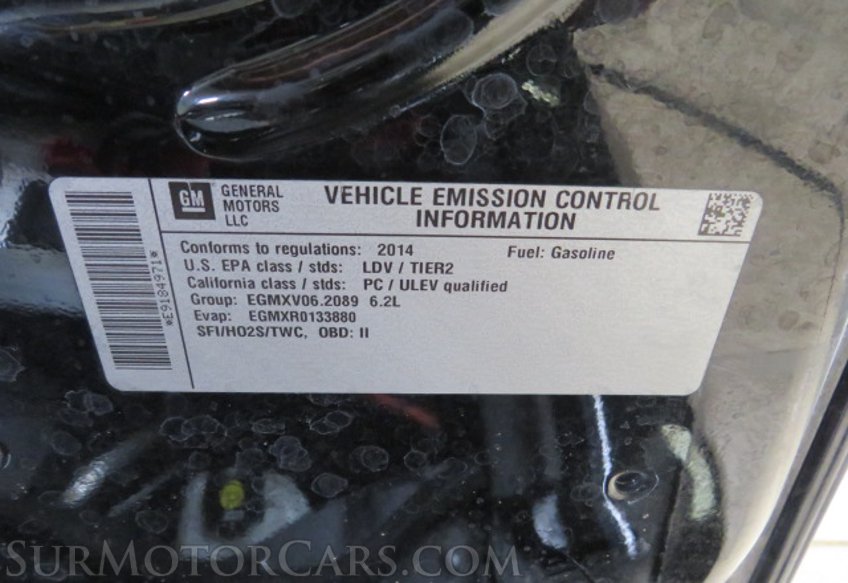 GM GENERAL MOTORS LLC
VEHICLE EMISSION CONTROL
INFORMATION
Conforms to regulations: 2014 Fuel: Gasoline
U.S. EPA class / stds: LDV / TIER2
California class / stds: PC / ULEV qualified
Group: EGMXV06.2089 6.2L
Evap: EGMXR0133880
SFI/HO2S/TWC, OBD: II
*E9184971*
SURMOTORCARS.COM